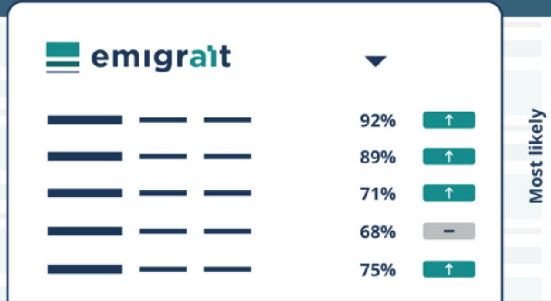 emigrait
92% ↑
89% ↑
71% ↑
68% –
75% ↑
Most likely